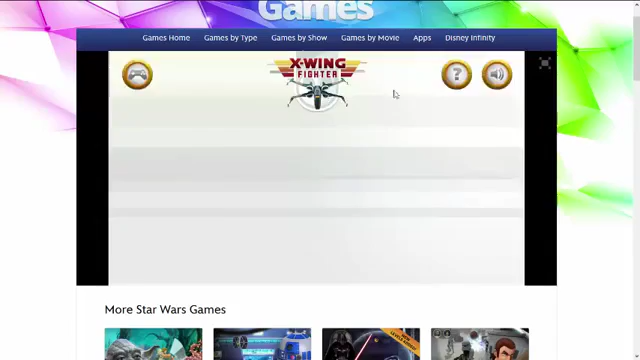 Games
Games Home Games by Type Games by Show Games by Movie Apps Disney Infinity
X-WING
FIGHTER
?
More Star Wars Games